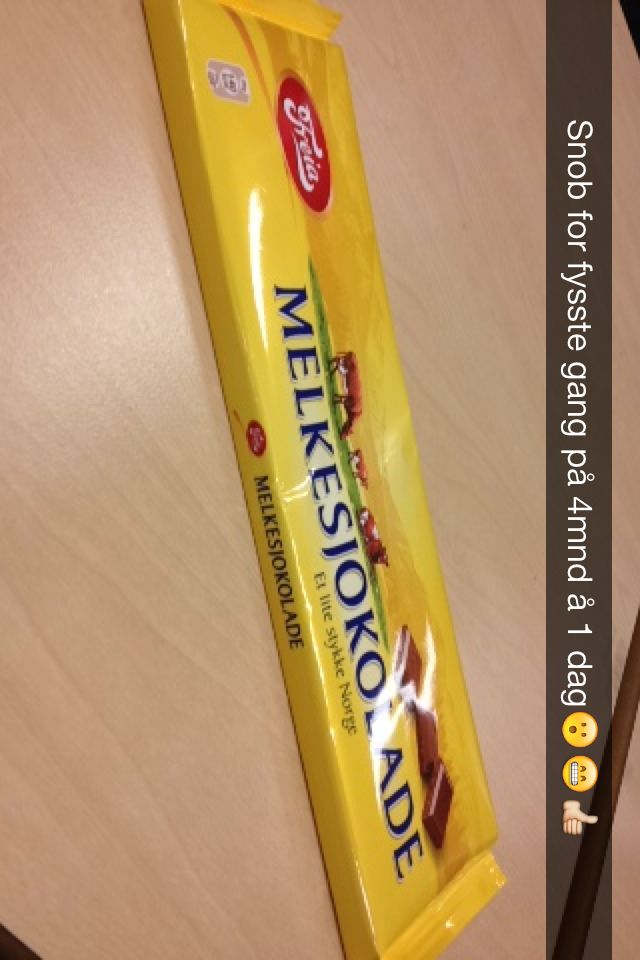 Snob for fysste gang på 4mnd å 1 dag😮😁👍🏻
Freia
MELKESJOKOLADE
Et lite stykke Norge
MELKESJOKOLADE